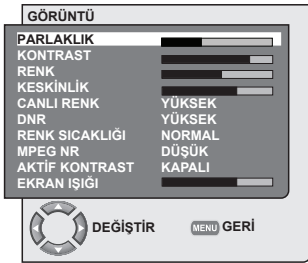 GÖRÜNTÜ
PARLAKLIK
KONTRAST
RENK
KESKİNLİK
CANLI RENK YÜKSEK
DNR YÜKSEK
RENK SICAKLIĞI NORMAL
MPEG NR DÜŞÜK
AKTİF KONTRAST KAPALI
EKRAN IŞIĞI
DEĞİŞTİR MENU GERİ